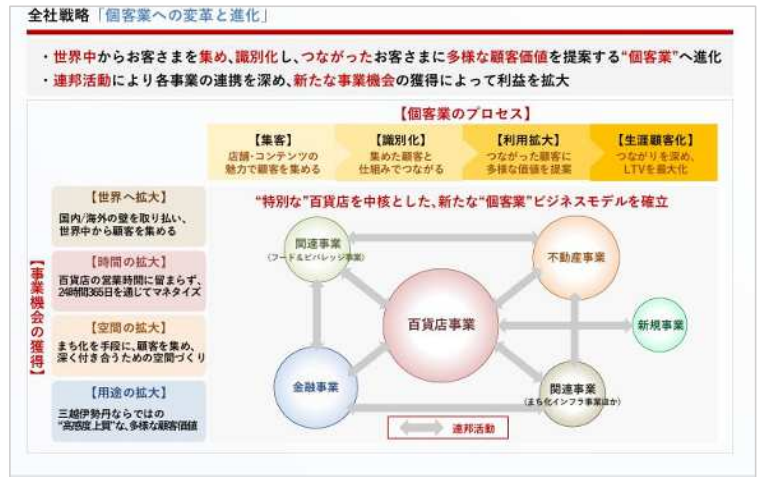 全社戦略「個客業への変革と進化」
・世界中からお客さまを集め、識別化し、つながったお客さまに多様な顧客価値を提案する“個客業”へ進化
・連邦活動により各事業の連携を深め、新たな事業機会の獲得によって利益を拡大
【個客業のプロセス】
【集客】
店舗・コンテンツの
魅力で顧客を集める
【識別化】
集めた顧客と
仕組みでつながる
【利用拡大】
つながった顧客に
多様な価値を提案
【生涯顧客化】
つながりを深め、
LTVを最大化
【事業機会の獲得】
【世界へ拡大】
国内/海外の壁を取り払い、
世界中から顧客を集める
【時間の拡大】
百貨店の営業時間に留まらず、
24時間365日を通じてマネタイズ
【空間の拡大】
まち化を手段に、顧客を集め、
深く付き合うための空間づくり
【用途の拡大】
三越伊勢丹ならではの
“高感度上質”な、多様な顧客価値
“特別な”百貨店を中核とした、新たな“個客業”ビジネスモデルを確立
関連事業
(フード&ビバレッジ事業)
不動産事業
百貨店事業
新規事業
金融事業
関連事業
(まち化インフラ事業ほか)
連邦活動